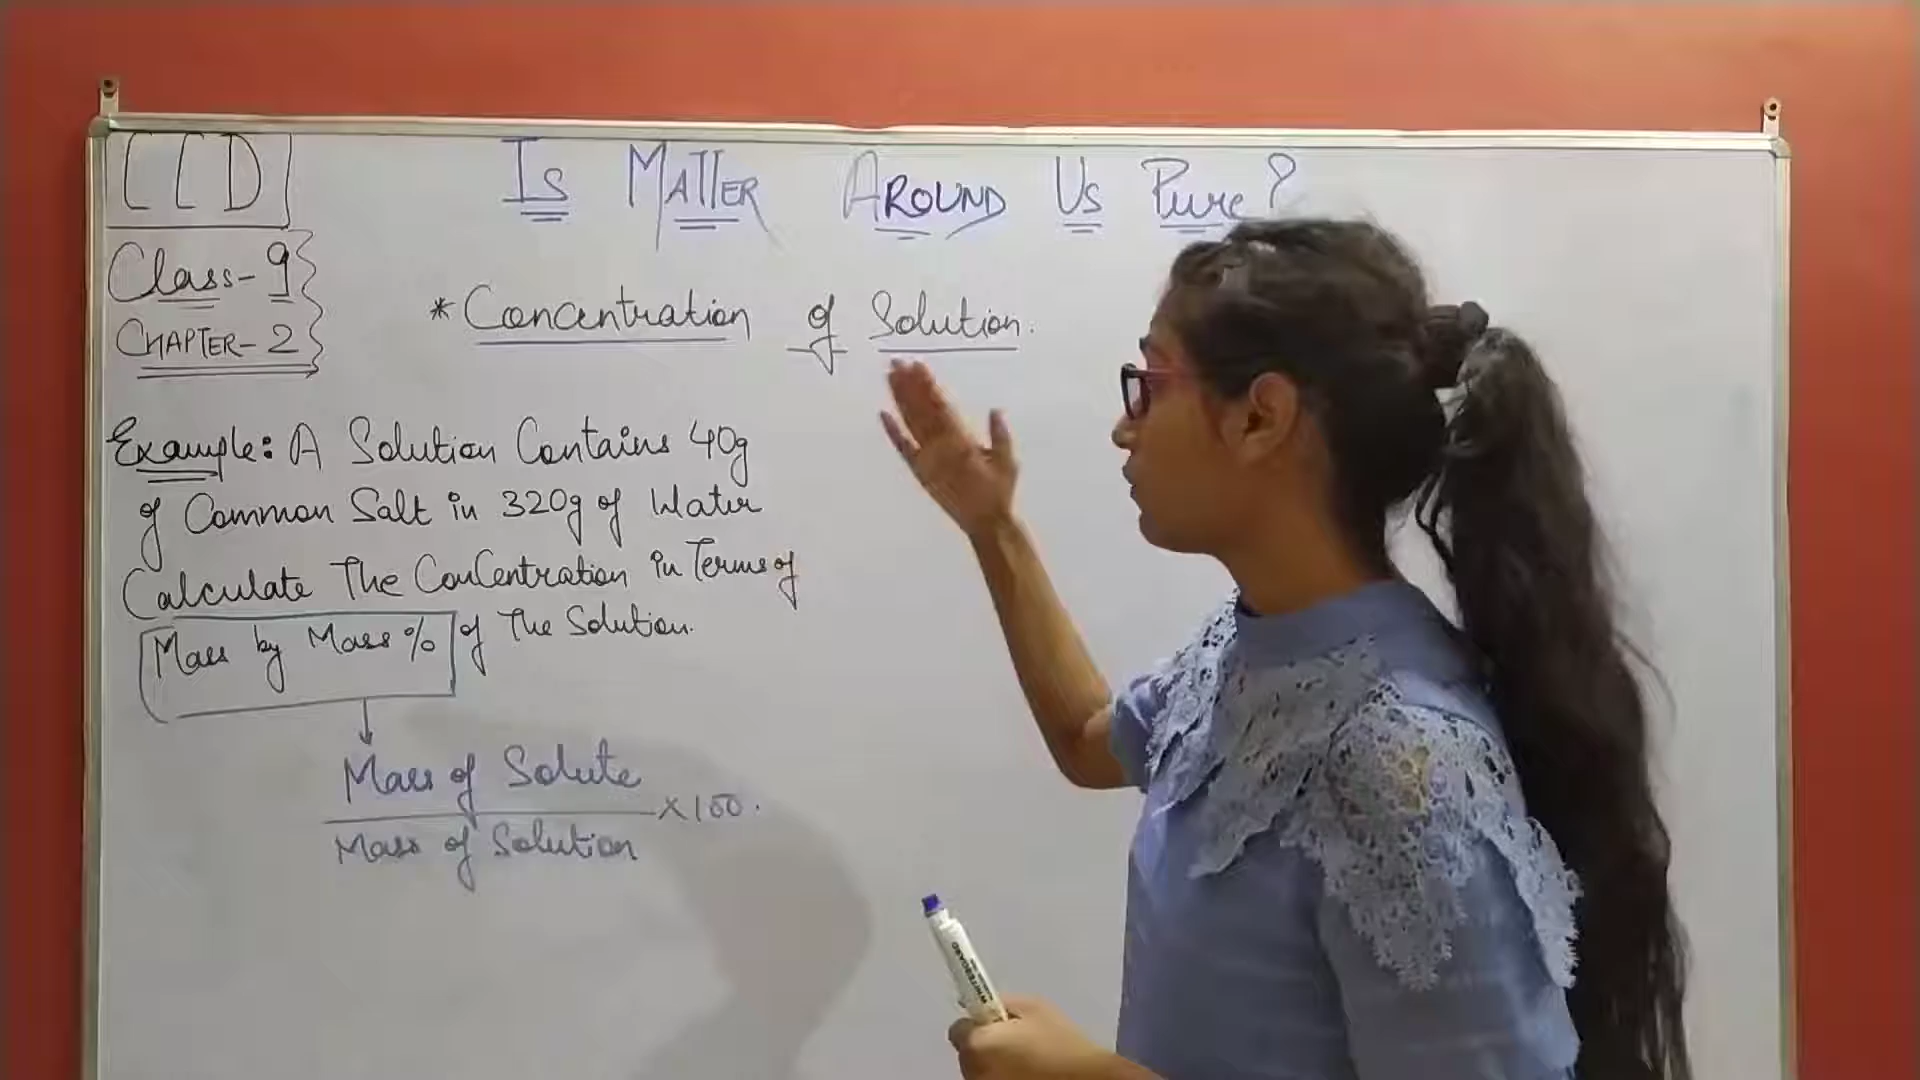 CCD
IS MATTER AROUND US PURE?
Class-9
CHAPTER-2
*Concentration of Solution.
Example: A Solution Contains 40g
of Common Salt in 320g of Water
Calculate The Concentration in Terms of
Mass by Mass % of The Solution.
Mass of Solute
×100.
Mass of Solution
WHITEBOARD